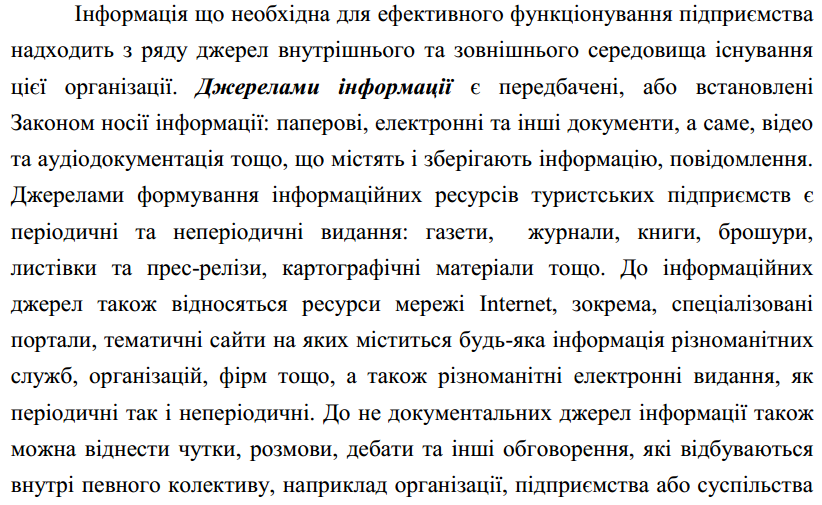 Інформація що необхідна для ефективного функціонування підприємства
надходить з ряду джерел внутрішнього та зовнішнього середовища існування
цієї організації. Джерелами інформації є передбачені, або встановлені
Законом носії інформації: паперові, електронні та інші документи, а саме, відео
та аудіодокументація тощо, що містять і зберігають інформацію, повідомлення.
Джерелами формування інформаційних ресурсів туристських підприємств є
періодичні та неперіодичні видання: газети, журнали, книги, брошури,
листівки та прес-релізи, картографічні матеріали тощо. До інформаційних
джерел також відносяться ресурси мережі Internet, зокрема, спеціалізовані
портали, тематичні сайти на яких міститься будь-яка інформація різноманітних
служб, організацій, фірм тощо, а також різноманітні електронні видання, як
періодичні так і неперіодичні. До не документальних джерел інформації також
можна віднести чутки, розмови, дебати та інші обговорення, які відбуваються
внутрі певного колективу, наприклад організації, підприємства або суспільства